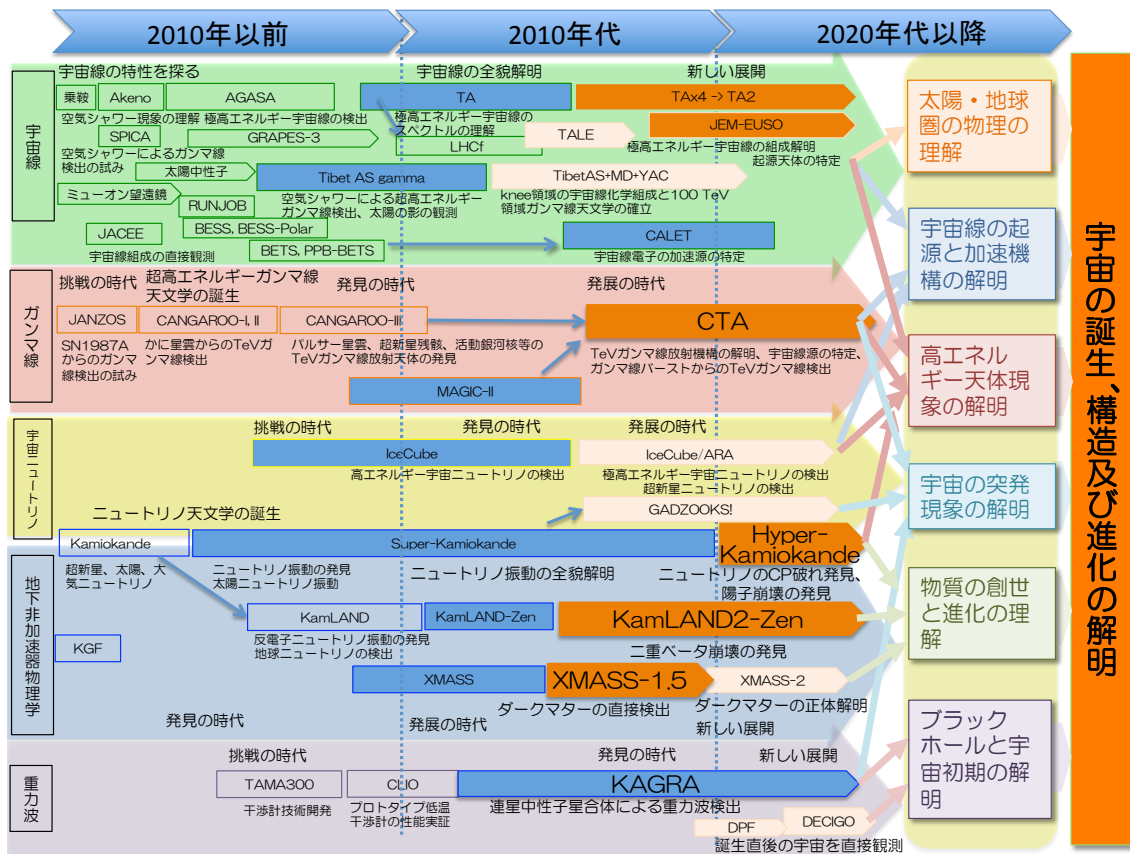 2010年以前
2010年代
2020年代以降
宇宙線
宇宙線の特性を探る
宇宙線の全貌解明
新しい展開
乗鞍
Akeno
AGASA
TA
TAx4 -> TA2
空気シャワー現象の理解
極高エネルギー宇宙線の検出
極高エネルギー宇宙線の
スペクトルの理解
SPICA
GRAPES-3
LHCf
TALE
JEM-EUSO
極高エネルギー宇宙線の組成解明
起源天体の特定
空気シャワーによるガンマ線
検出の試み
太陽中性子
Tibet AS gamma
TibetAS+MD+YAC
ミューオン望遠鏡
RUNJOB
空気シャワーによる超高エネルギー
ガンマ線検出、太陽の影の観測
knee領域の宇宙線化学組成と100 TeV
領域ガンマ線天文学の確立
JACEE
BESS, BESS-Polar
CALET
宇宙線組成の直接観測
BETS, PPB-BETS
宇宙線電子の加速源の特定
ガンマ線
挑戦の時代
超高エネルギーガンマ線
天文学の誕生
発見の時代
発展の時代
JANZOS
CANGAROO-I, II
CANGAROO-III
CTA
SN1987A
からのガンマ
線検出の試み
かに星雲からのTeVガ
ンマ線検出
パルサー星雲、超新星残骸、活動銀河核等の
TeVガンマ線放射天体の発見
TeVガンマ線放射機構の解明、宇宙線源の特定、
ガンマ線バーストからのTeVガンマ線検出
MAGIC-II
宇宙ニュートリノ
挑戦の時代
発見の時代
発展の時代
IceCube
IceCube/ARA
高エネルギー宇宙ニュートリノの検出
極高エネルギー宇宙ニュートリノの検出
超新星ニュートリノの検出
GADZOOKS!
ニュートリノ天文学の誕生
地下非加速器物理学
Kamiokande
Super-Kamiokande
Hyper-
Kamiokande
超新星、太陽、大
気ニュートリノ
ニュートリノ振動の発見
太陽ニュートリノ振動
ニュートリノ振動の全貌解明
ニュートリノのCP破れ発見、
陽子崩壊の発見
KamLAND
KamLAND-Zen
KamLAND2-Zen
反電子ニュートリノ振動の発見
地球ニュートリノの検出
二重ベータ崩壊の発見
KGF
XMASS
XMASS-1.5
XMASS-2
ダークマターの直接検出
ダークマターの正体解明
発見の時代
発展の時代
新しい展開
重力波
挑戦の時代
発見の時代
新しい展開
TAMA300
CLIO
KAGRA
干渉計技術開発
プロトタイプ低温
干渉計の性能実証
連星中性子星合体による重力波検出
DPF
DECIGO
誕生直後の宇宙を直接観測
太陽・地球
圏の物理の
理解
宇宙線の起
源と加速機
構の解明
高エネル
ギー天体現
象の解明
宇宙の突発
現象の解明
物質の創世
と進化の理
解
ブラック
ホールと宇
宙初期の解
明
宇宙の誕生、構造及び進化の解明